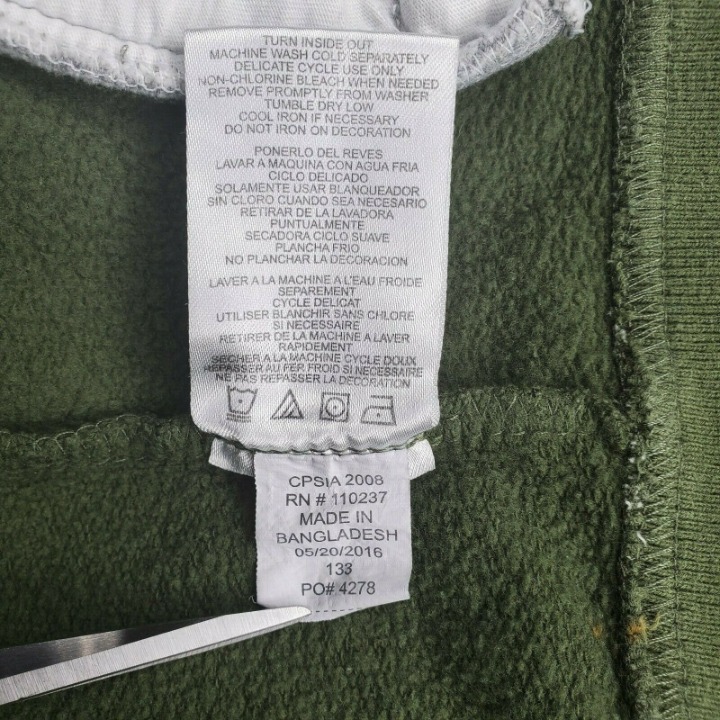 TURN INSIDE OUT
MACHINE WASH COLD SEPARATELY
DELICATE CYCLE USE ONLY
NON-CHLORINE BLEACH WHEN NEEDED
REMOVE PROMPTLY FROM WASHER
TUMBLE DRY LOW
COOL IRON IF NECESSARY
DO NOT IRON ON DECORATION
PONERLO DEL REVES
LAVAR A MAQUINA CON AGUA FRIA
CICLO DELICADO
SOLAMENTE USAR BLANQUEADOR
SIN CLORO CUANDO SEA NECESARIO
RETIRAR DE LA LAVADORA
PUNTUALMENTE
SECADORA CICLO SUAVE
PLANCHA FRIO
NO PLANCHAR LA DECORACION
LAVER A LA MACHINE A L'EAU FROIDE
SEPAREMENT
CYCLE DELICAT
UTILISER BLANCHIR SANS CHLORE
SI NECESSAIRE
RETIRER DE LA MACHINE A LAVER
RAPIDEMENT
SECHER A LA MACHINE CYCLE DOUX
REPASSER AU FER FROID SI NECESSAIRE
NE PAS REPASSER LA DECORATION
CPSIA 2008
RN # 110237
MADE IN
BANGLADESH
05/20/2016
133
PO# 4278